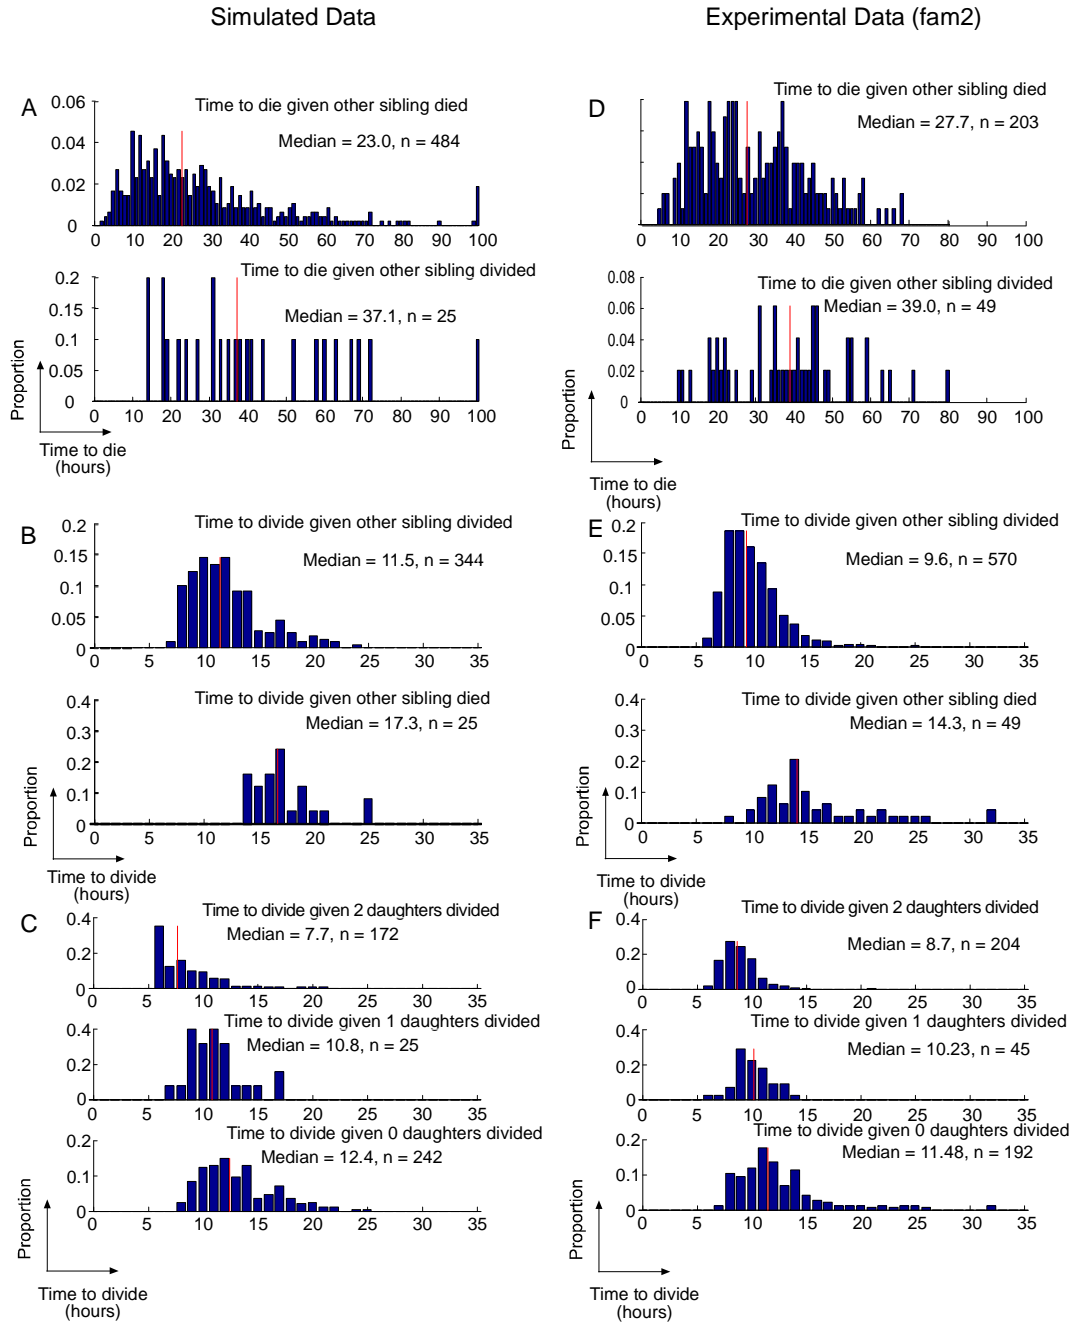 Simulated Data
Experimental Data (fam2)
A
Time to die given other sibling died
Median = 23.0, n = 484
0.06
0.04
0.02
0
0 10 20 30 40 50 60 70 80 90 100
Time to die given other sibling divided
Median = 37.1, n = 25
0.2
0.15
0.1
0.05
0
0 10 20 30 40 50 60 70 80 90 100
Proportion
Time to die
(hours)
D
Time to die given other sibling died
Median = 27.7, n = 203
0 10 20 30 40 50 60 70 80 90 100
Time to die given other sibling divided
Median = 39.0, n = 49
0.08
0.06
0.04
0.02
0
0 10 20 30 40 50 60 70 80 90 100
Proportion
Time to die
(hours)
B
Time to divide given other sibling divided
Median = 11.5, n = 344
0.2
0.15
0.1
0.05
0
0 5 10 15 20 25 30 35
Time to divide given other sibling died
Median = 17.3, n = 25
0.4
0.3
0.2
0.1
0
0 5 10 15 20 25 30 35
Proportion
Time to divide
(hours)
E
Time to divide given other sibling divided
Median = 9.6, n = 570
0.2
0.15
0.1
0.05
0
0 5 10 15 20 25 30 35
Time to divide given other sibling died
Median = 14.3, n = 49
0.4
0.3
0.2
0.1
0
0 5 10 15 20 25 30 35
Proportion
Time to divide
(hours)
C
Time to divide given 2 daughters divided
Median = 7.7, n = 172
0.4
0.2
0
0 5 10 15 20 25 30 35
Time to divide given 1 daughters divided
Median = 10.8, n = 25
0.4
0.2
0
0 5 10 15 20 25 30 35
Time to divide given 0 daughters divided
Median = 12.4, n = 242
0.2
0.1
0
0 5 10 15 20 25 30 35
Proportion
Time to divide
(hours)
F
Time to divide given 2 daughters divided
Median = 8.7, n = 204
0.4
0.2
0
0 5 10 15 20 25 30 35
Time to divide given 1 daughters divided
Median = 10.23, n = 45
0.4
0.2
0
0 5 10 15 20 25 30 35
Time to divide given 0 daughters divided
Median = 11.48, n = 192
0.2
0.1
0
0 5 10 15 20 25 30 35
Proportion
Time to divide
(hours)